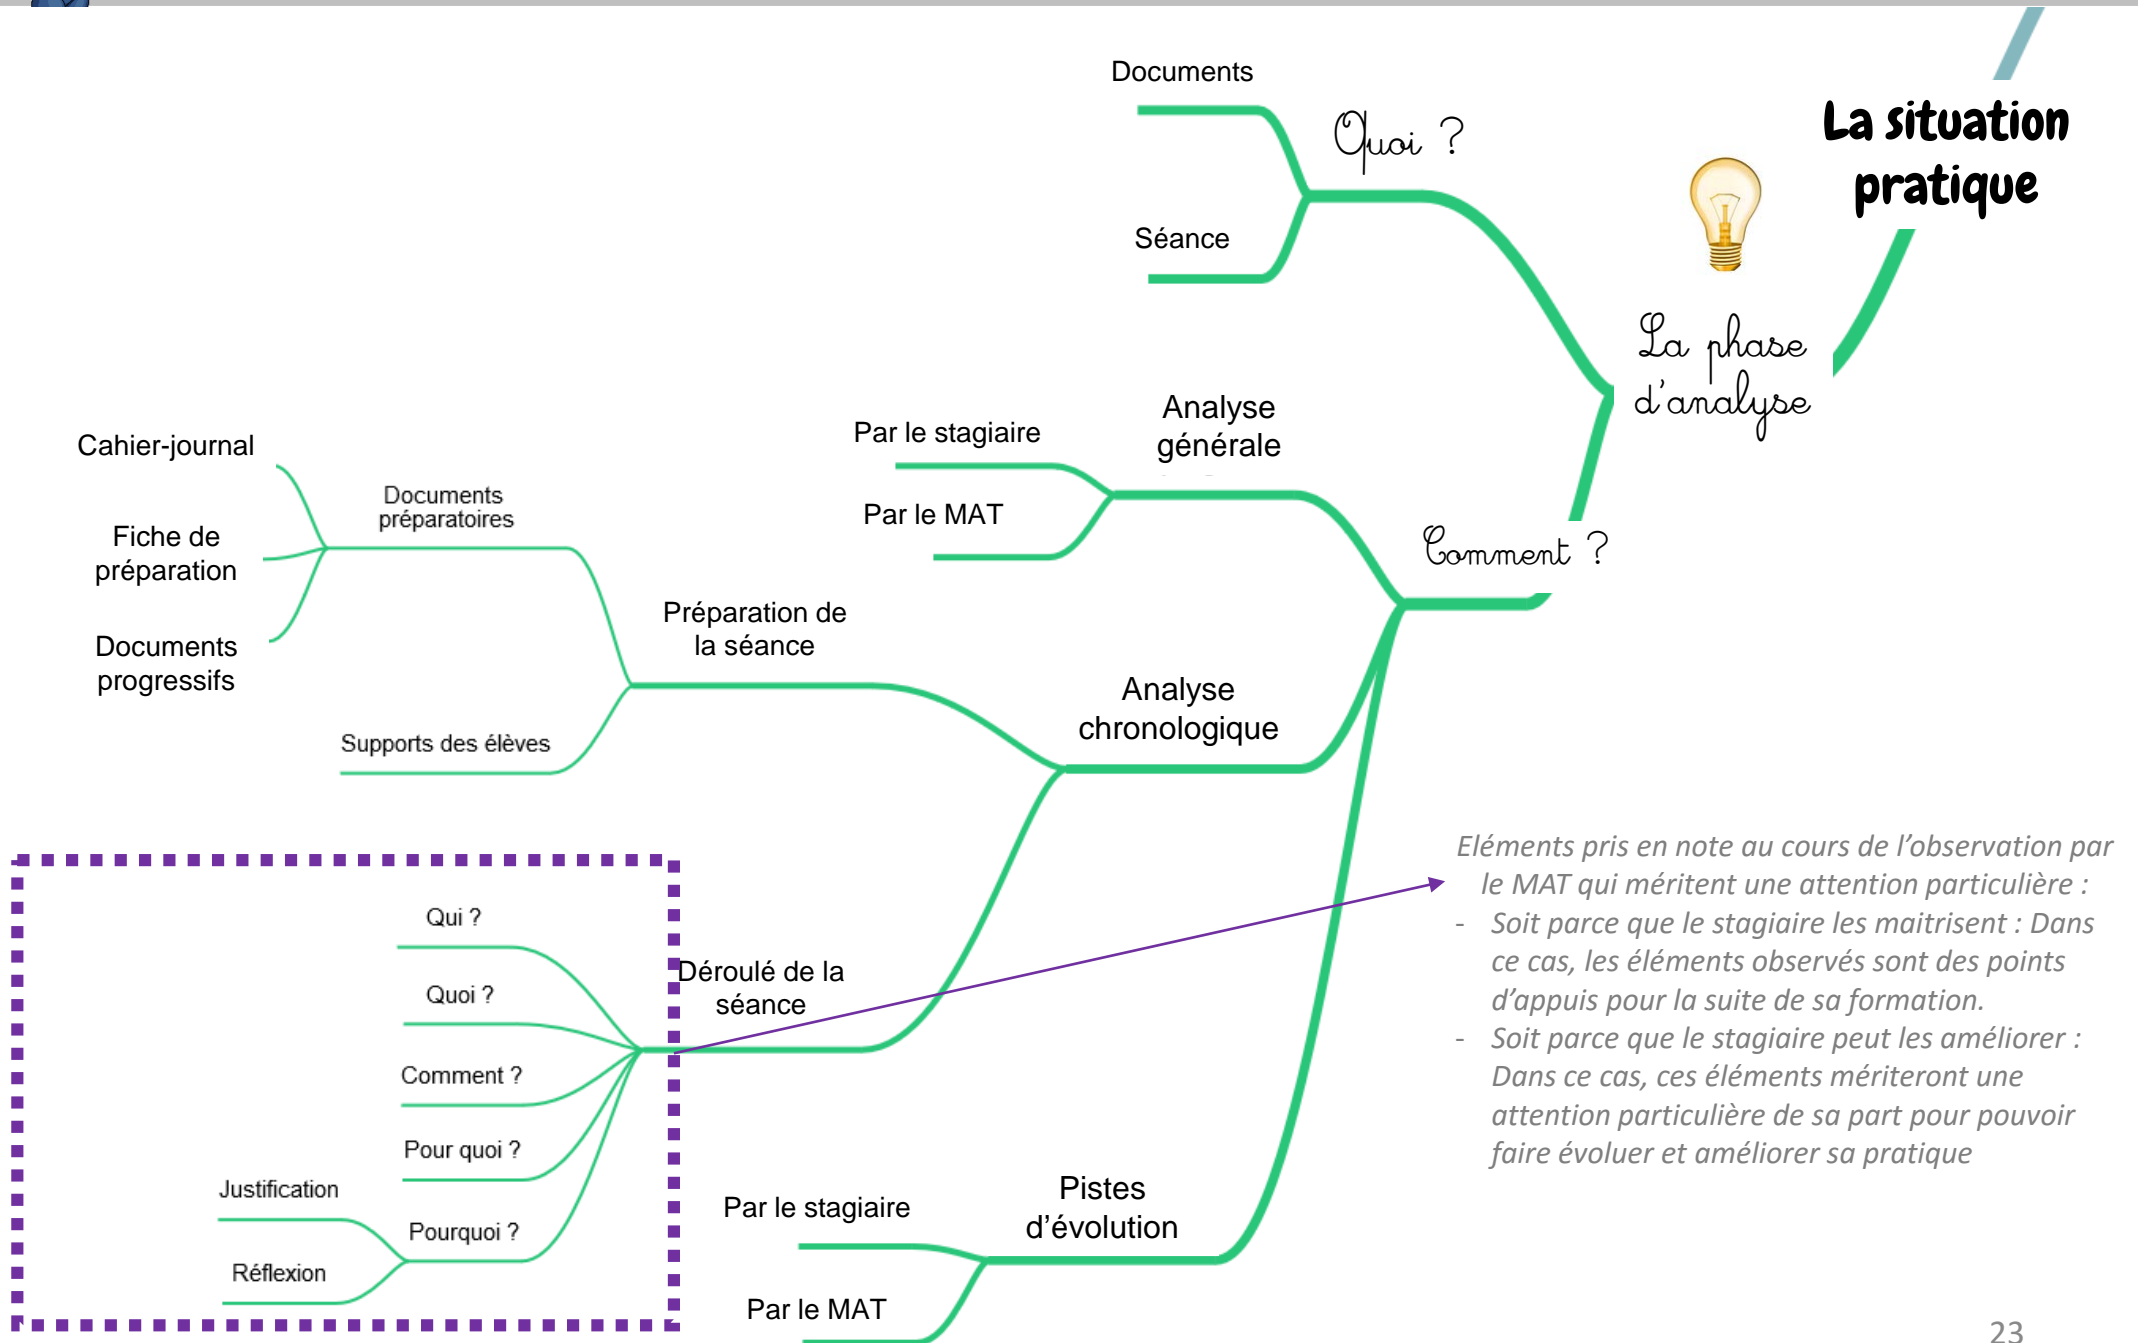 La situation
pratique
La phase
d'analyse
Quoi ?
Documents
Séance
Comment ?
Analyse
générale
Par le stagiaire
Par le MAT
Analyse
chronologique
Préparation de
la séance
Documents
préparatoires
Cahier-journal
Fiche de
préparation
Documents
progressifs
Supports des élèves
Déroulé de la
séance
Qui ?
Quoi ?
Comment ?
Pour quoi ?
Pourquoi ?
Justification
Réflexion
Pistes
d'évolution
Par le stagiaire
Par le MAT
Eléments pris en note au cours de l'observation par
le MAT qui méritent une attention particulière :
- Soit parce que le stagiaire les maitrisent : Dans
ce cas, les éléments observés sont des points
d'appuis pour la suite de sa formation.
- Soit parce que le stagiaire peut les améliorer :
Dans ce cas, ces éléments mériteront une
attention particulière de sa part pour pouvoir
faire évoluer et améliorer sa pratique
23